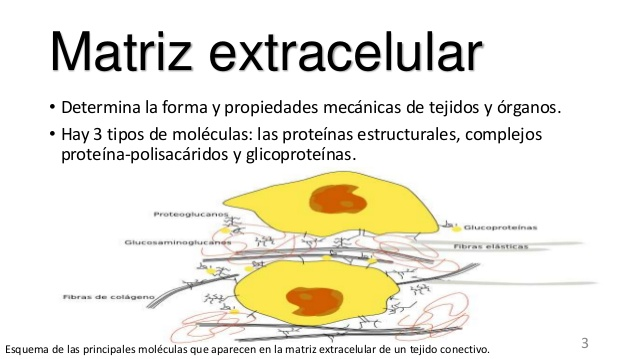 Matriz extracelular
• Determina la forma y propiedades mecánicas de tejidos y órganos.
• Hay 3 tipos de moléculas: las proteínas estructurales, complejos
proteína-polisacáridos y glicoproteínas.
Proteoglucanos
Glucoproteínas
Glucosaminoglucanos
Fibras elásticas
Fibras de colágeno
Esquema de las principales moléculas que aparecen en la matriz extracelular de un tejido conectivo.
3